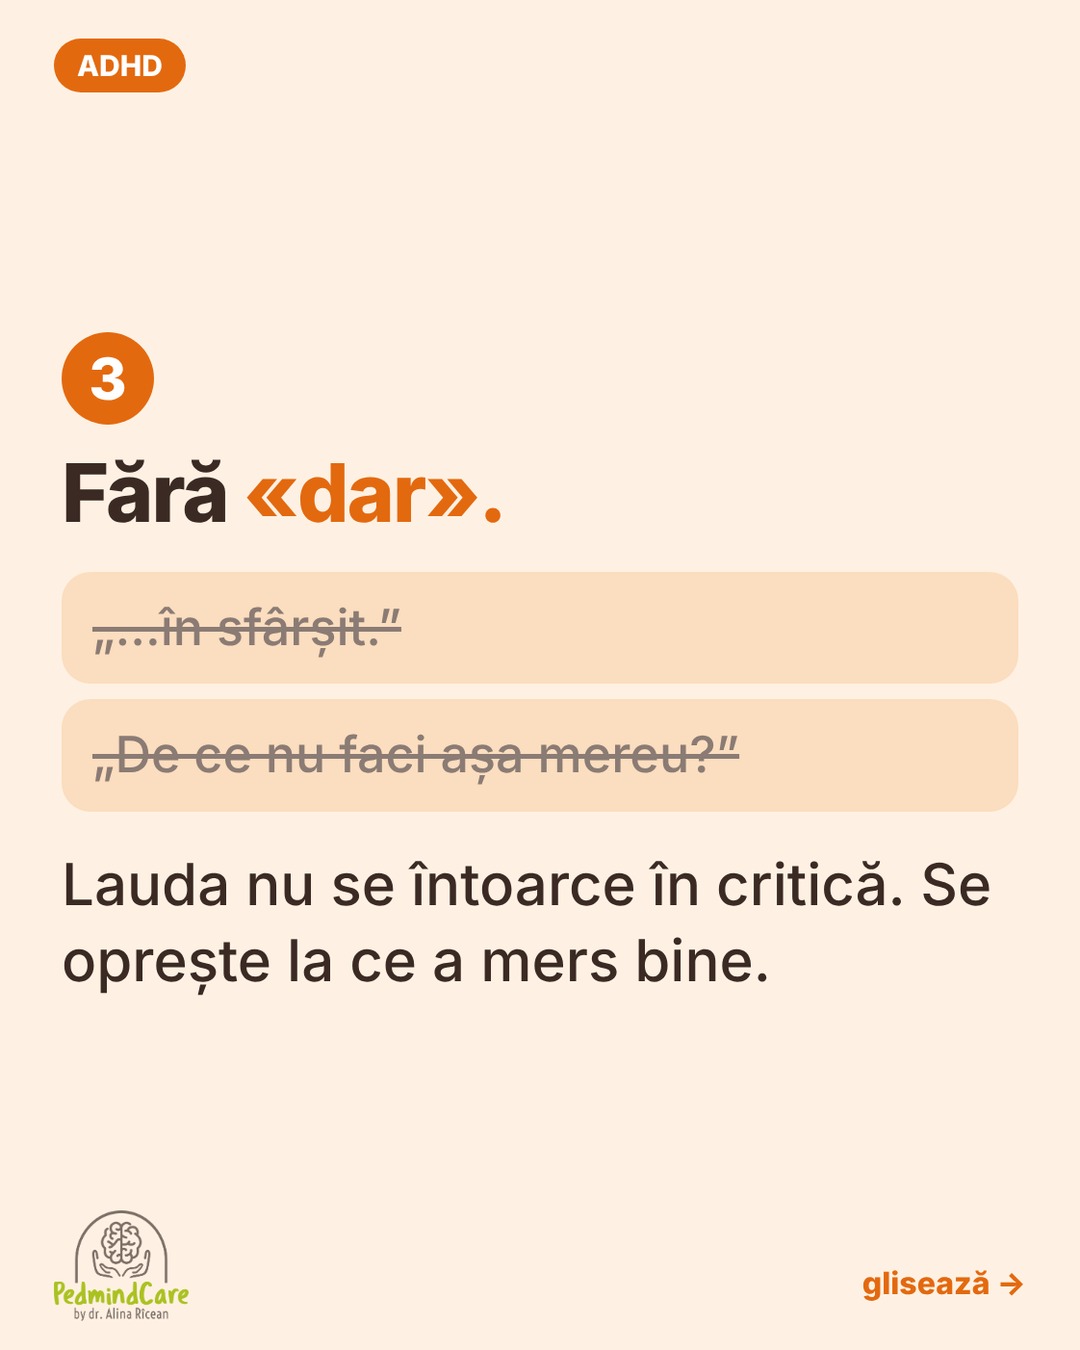 ADHD
3
Fără «dar».
„...în sfârșit.”
„De ce nu faci așa mereu?”
Lauda nu se întoarce în critică. Se
oprește la ce a mers bine.
PedmindCare
by dr. Alina Rîcean
glisează →